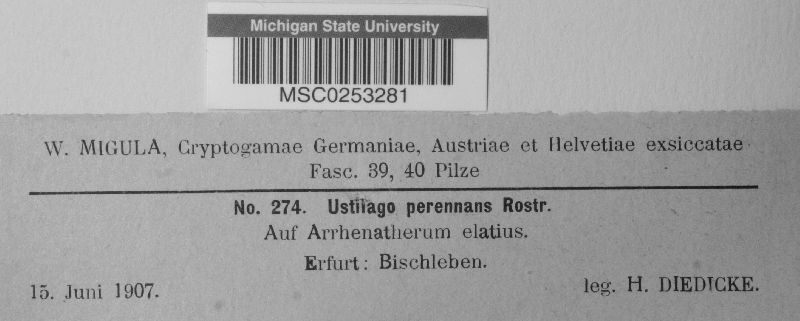 Michigan State University
MSC0253281
W. MIGULA, Cryptogamae Germaniae, Austriae et Helvetiae exsiccatae
Fasc. 39, 40 Pilze
No. 274. Ustilago perennans Rostr.
Auf Arrhenatherum elatius.
Erfurt: Bischleben.
15. Juni 1907. leg. H. DIEDICKE.